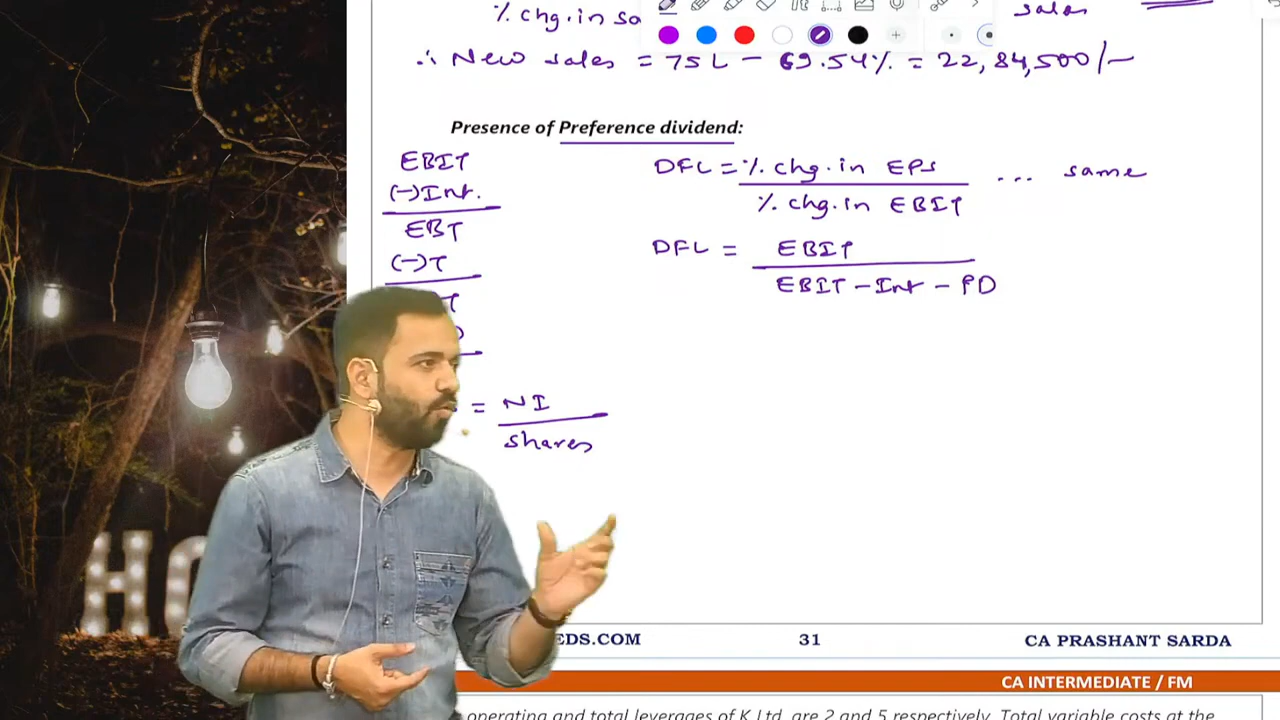 % chg.in sa
sales
∴ New sales = 75L - 69.54% = 22,84,500/-
Presence of Preference dividend:
EBIT
(-) Int.
EBT
(-) T
T
DFL = % chg.in EPS ... same
% chg.in EBIT
DFL = EBIT
EBIT - Int - PD
= NI
shares
HO
EDS.COM 31 CA PRASHANT SARDA
CA INTERMEDIATE / FM
operating and total leverages of K Ltd. are 2 and 5 respectively. Total variable costs at the